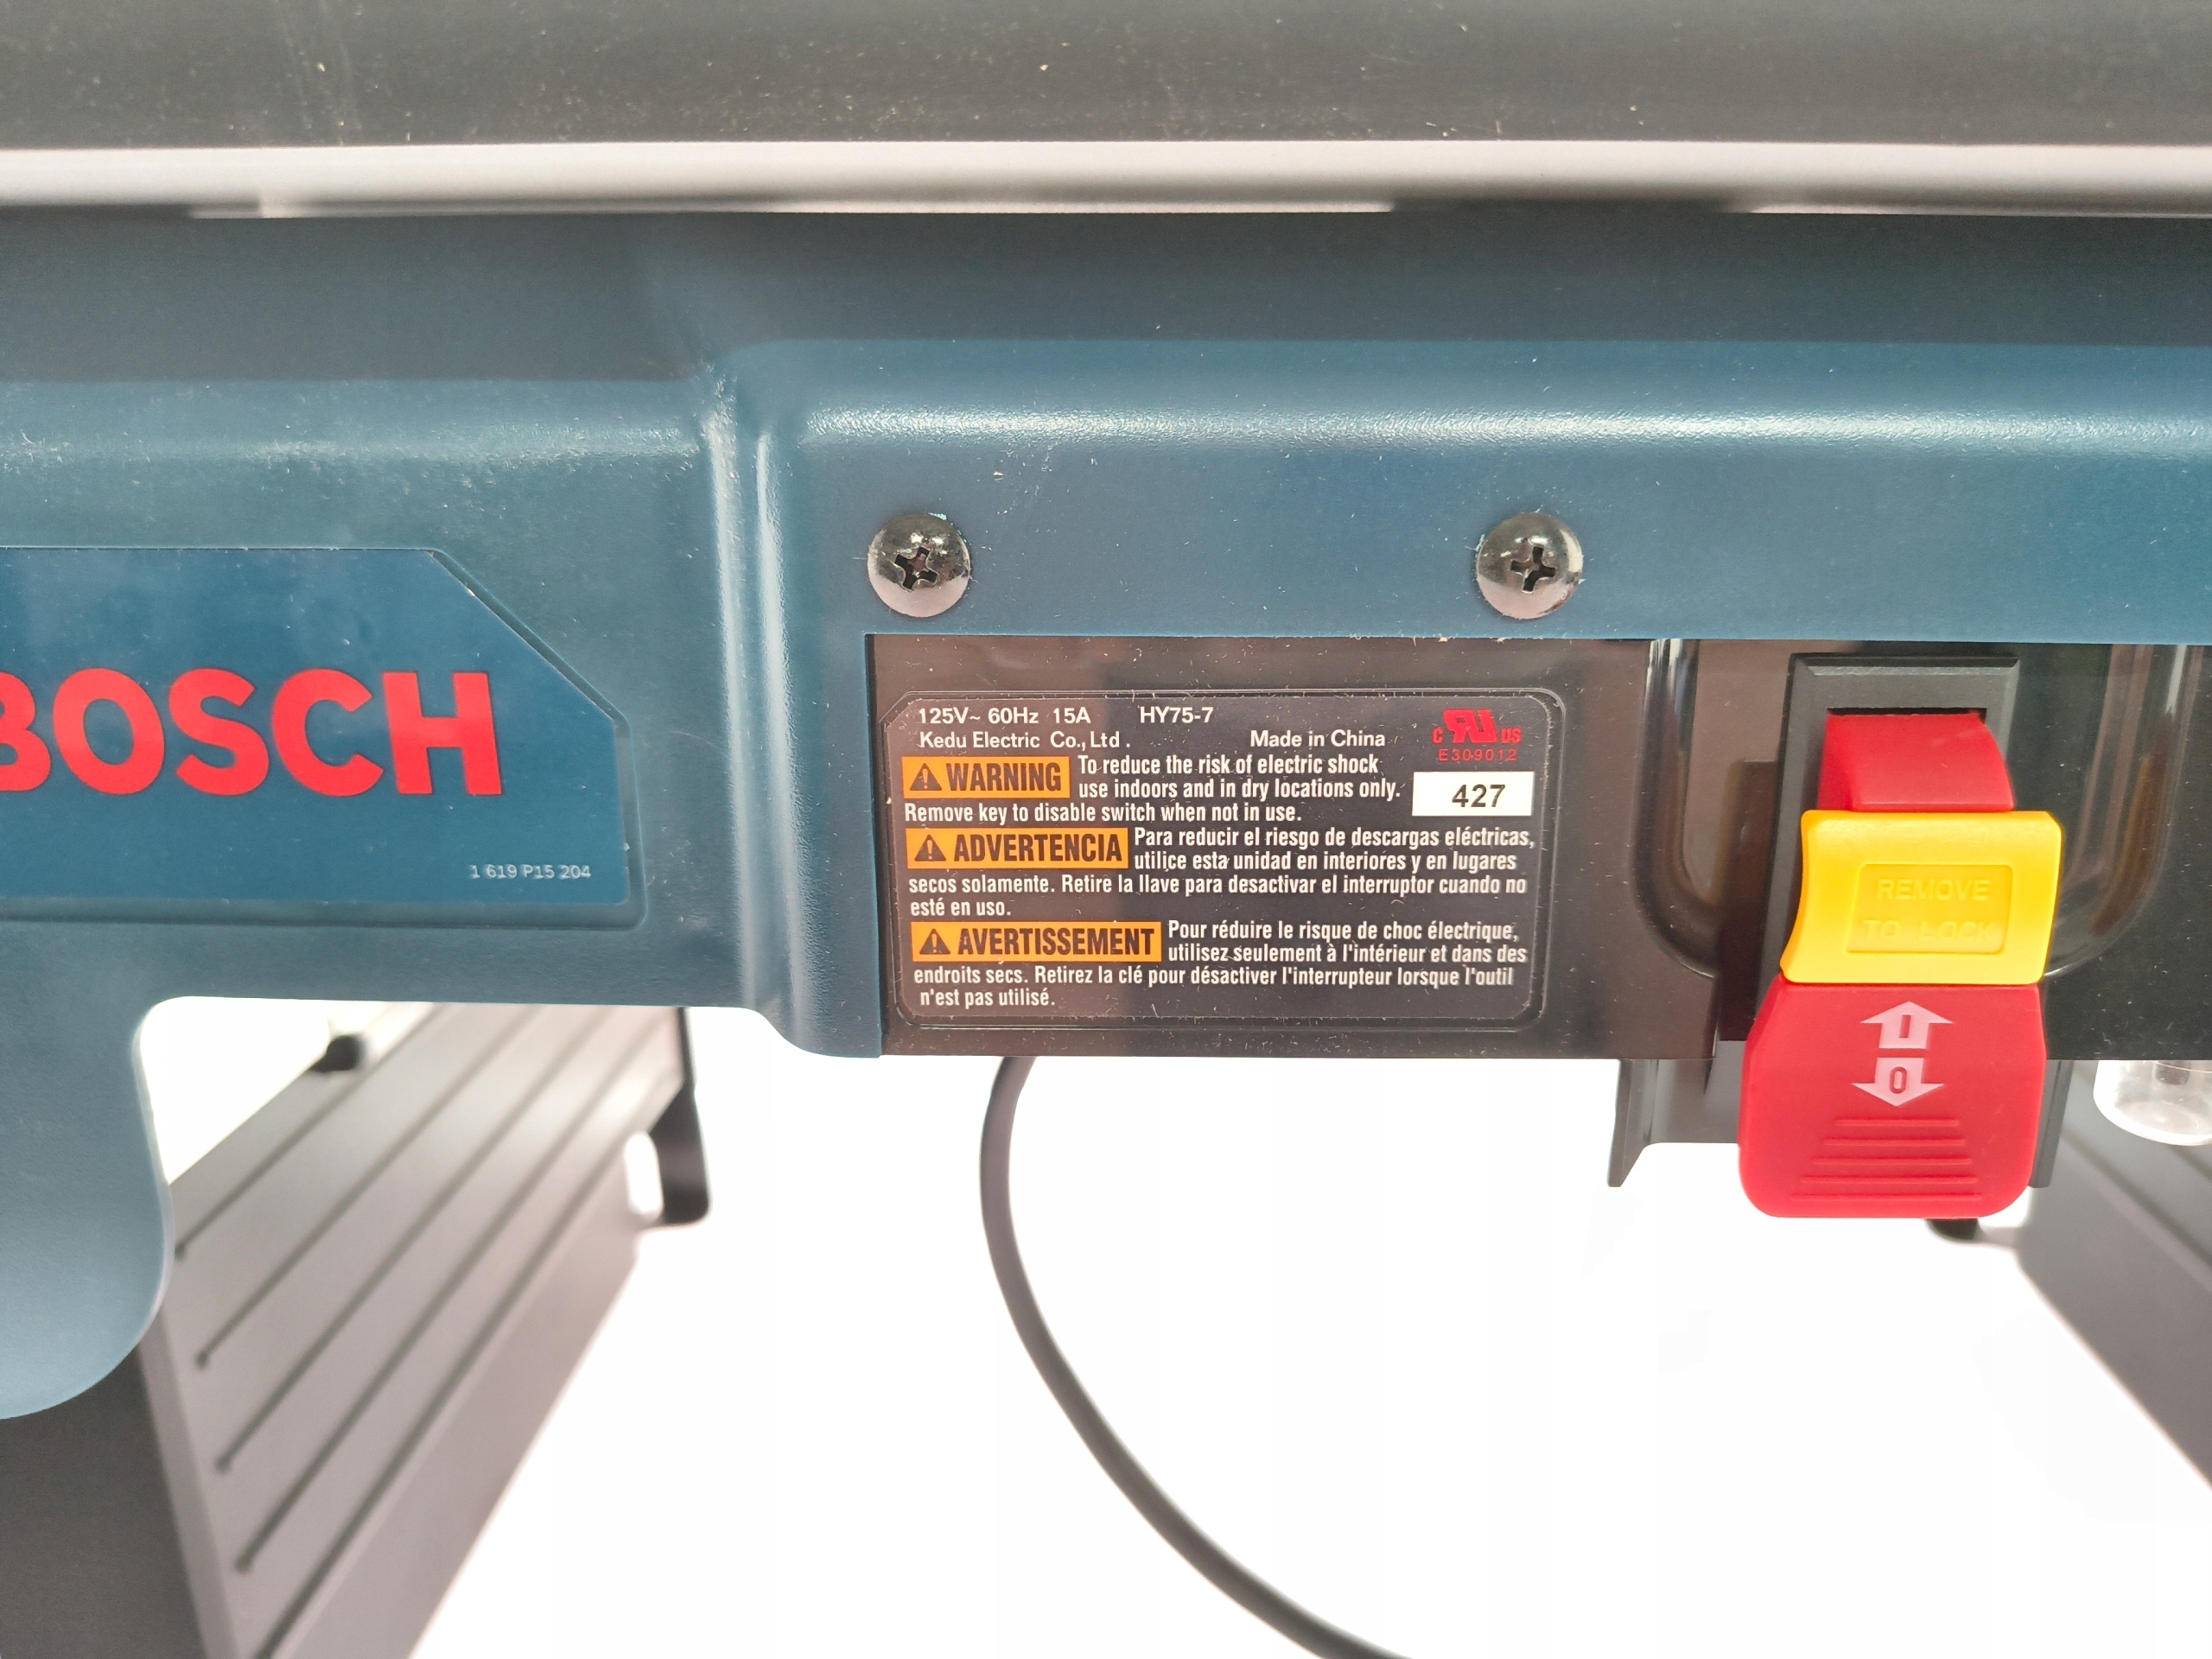 BOSCH
1 619 P15 204
125V~ 60Hz 15A HY75-7
Kedu Electric Co., Ltd. Made in China
C RU US
E309012
WARNING To reduce the risk of electric shock
use indoors and in dry locations only.
Remove key to disable switch when not in use.
427
ADVERTENCIA Para reducir el riesgo de descargas eléctricas,
utilice esta unidad en interiores y en lugares
secos solamente. Retire la llave para desactivar el interruptor cuando no
esté en uso.
AVERTISSEMENT Pour réduire le risque de choc électrique,
utilisez seulement à l'intérieur et dans des
endroits secs. Retirez la clé pour désactiver l'interrupteur lorsque l'outil
n'est pas utilisé.
REMOVE
TO LOCK
I
O